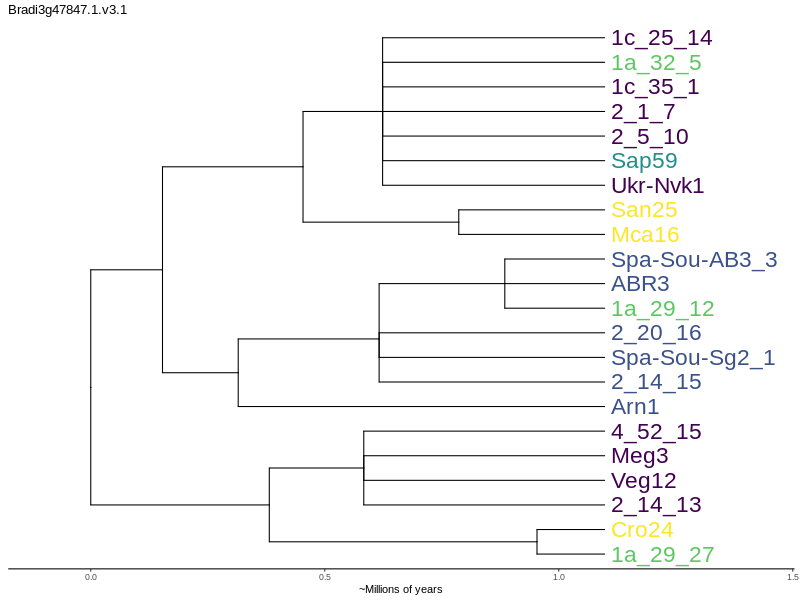 Bradi3g47847.1.v3.1
1c_25_14
1a_32_5
1c_35_1
2_1_7
2_5_10
Sap59
Ukr-Nvk1
San25
Mca16
Spa-Sou-AB3_3
ABR3
1a_29_12
2_20_16
Spa-Sou-Sg2_1
2_14_15
Arn1
4_52_15
Meg3
Veg12
2_14_13
Cro24
1a_29_27
0.0 0.5 1.0 1.5
~Millions of years